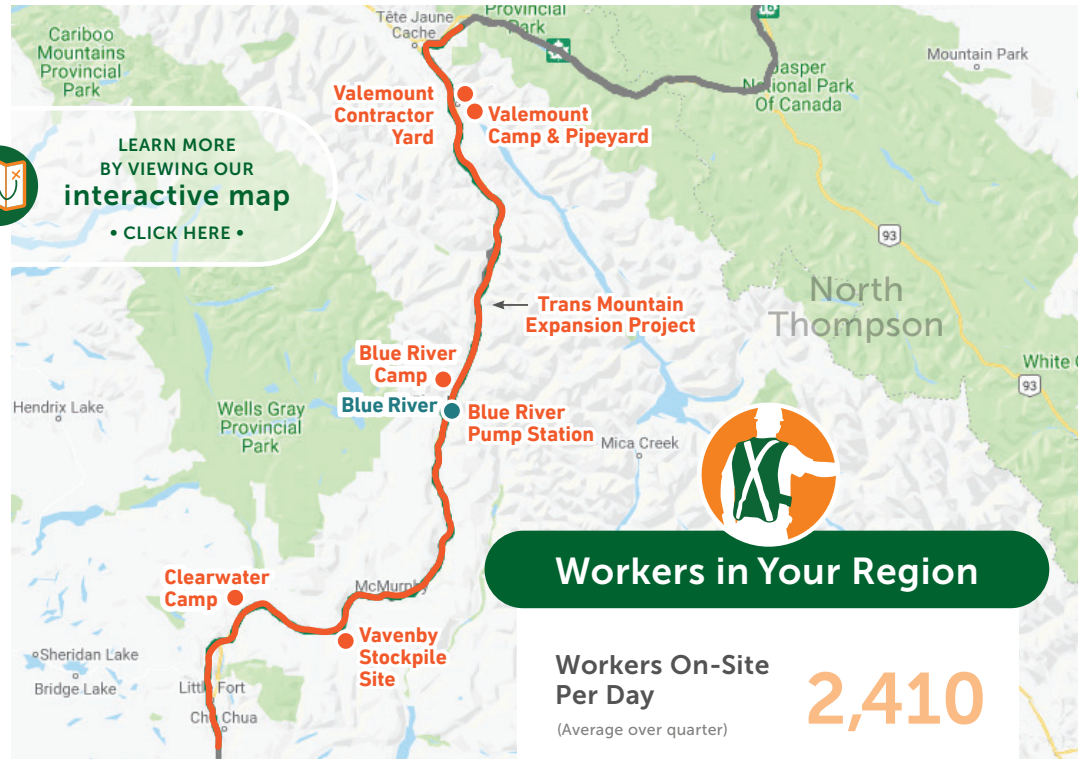 Cariboo
Mountains
Provincial
Park
Tête Jaune
Cache
Provincial
Park
16
Jasper
National Park
Of Canada
Mountain Park
Valemount
Contractor
Yard
Valemount
Camp & Pipeyard
LEARN MORE
BY VIEWING OUR
interactive map
• CLICK HERE •
93
North
Thompson
Trans Mountain
Expansion Project
Blue River
Camp
Blue River
Blue River
Pump Station
White
93
Hendrix Lake
Wells Gray
Provincial
Park
Mica Creek
Workers in Your Region
Clearwater
Camp
McMurphy
Vavenby
Stockpile
Site
Sheridan Lake
Bridge Lake
Little Fort
Chu Chua
Workers On-Site
Per Day
(Average over quarter)
2,410